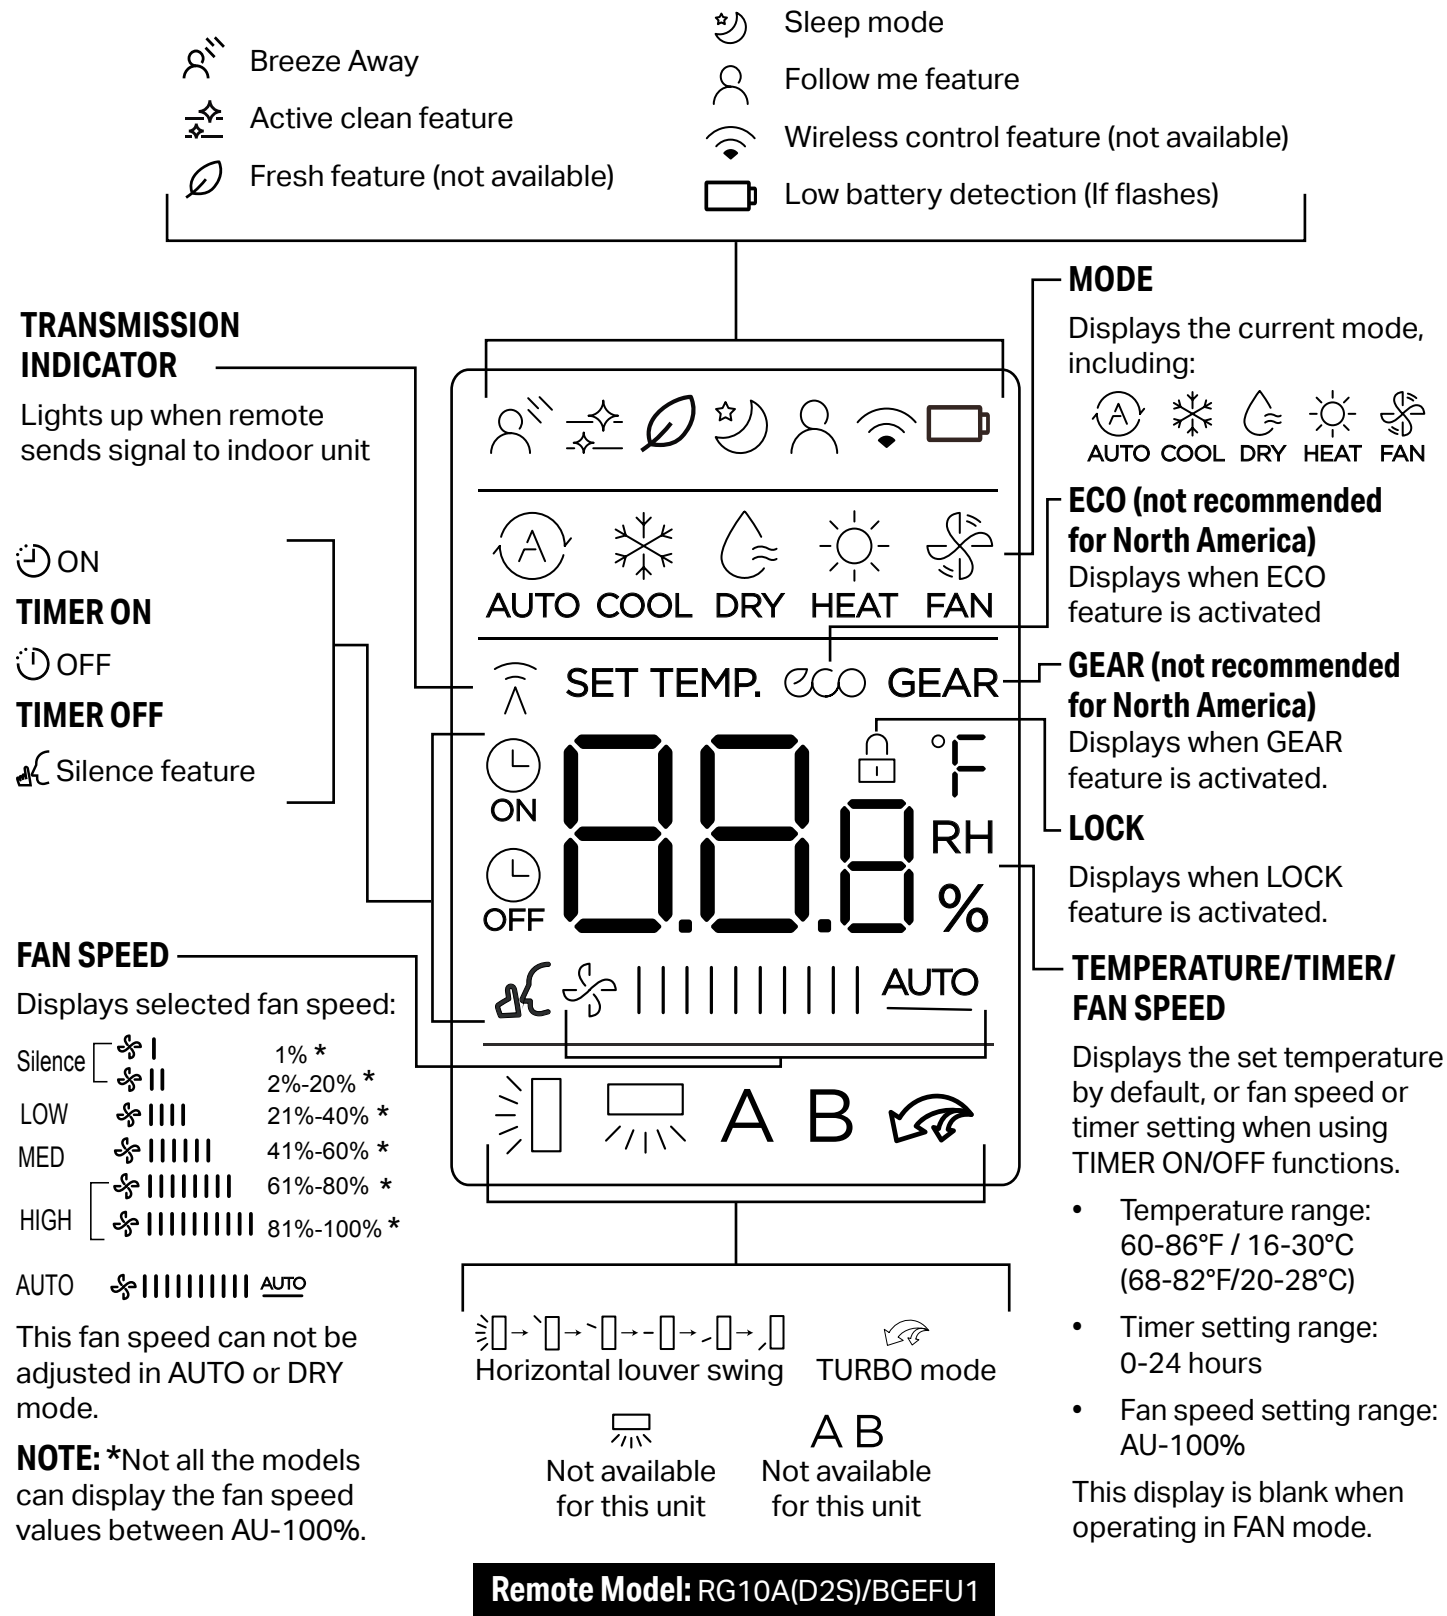 Breeze Away
Active clean feature
Fresh feature (not available)
Sleep mode
Follow me feature
Wireless control feature (not available)
Low battery detection (If flashes)
TRANSMISSION
INDICATOR
Lights up when remote
sends signal to indoor unit
ON
TIMER ON
OFF
TIMER OFF
Silence feature
FAN SPEED
Displays selected fan speed:
Silence
1% *
2%-20% *
LOW 21%-40% *
MED 41%-60% *
HIGH
61%-80% *
81%-100% *
AUTO AUTO
This fan speed can not be
adjusted in AUTO or DRY
mode.
NOTE: *Not all the models
can display the fan speed
values between AU-100%.
A
AUTO COOL DRY HEAT FAN
SET TEMP. eco GEAR
ON
OFF
8.8.8
°F
RH
%
AUTO
A B
Horizontal louver swing
TURBO mode
Not available
for this unit
A B
Not available
for this unit
MODE
Displays the current mode,
including:
A
AUTO COOL DRY HEAT FAN
ECO (not recommended
for North America)
Displays when ECO
feature is activated
GEAR (not recommended
for North America)
Displays when GEAR
feature is activated.
LOCK
Displays when LOCK
feature is activated.
TEMPERATURE/TIMER/
FAN SPEED
Displays the set temperature
by default, or fan speed or
timer setting when using
TIMER ON/OFF functions.
• Temperature range:
60-86°F / 16-30°C
(68-82°F/20-28°C)
• Timer setting range:
0-24 hours
• Fan speed setting range:
AU-100%
This display is blank when
operating in FAN mode.
Remote Model: RG10A(D2S)/BGEFU1